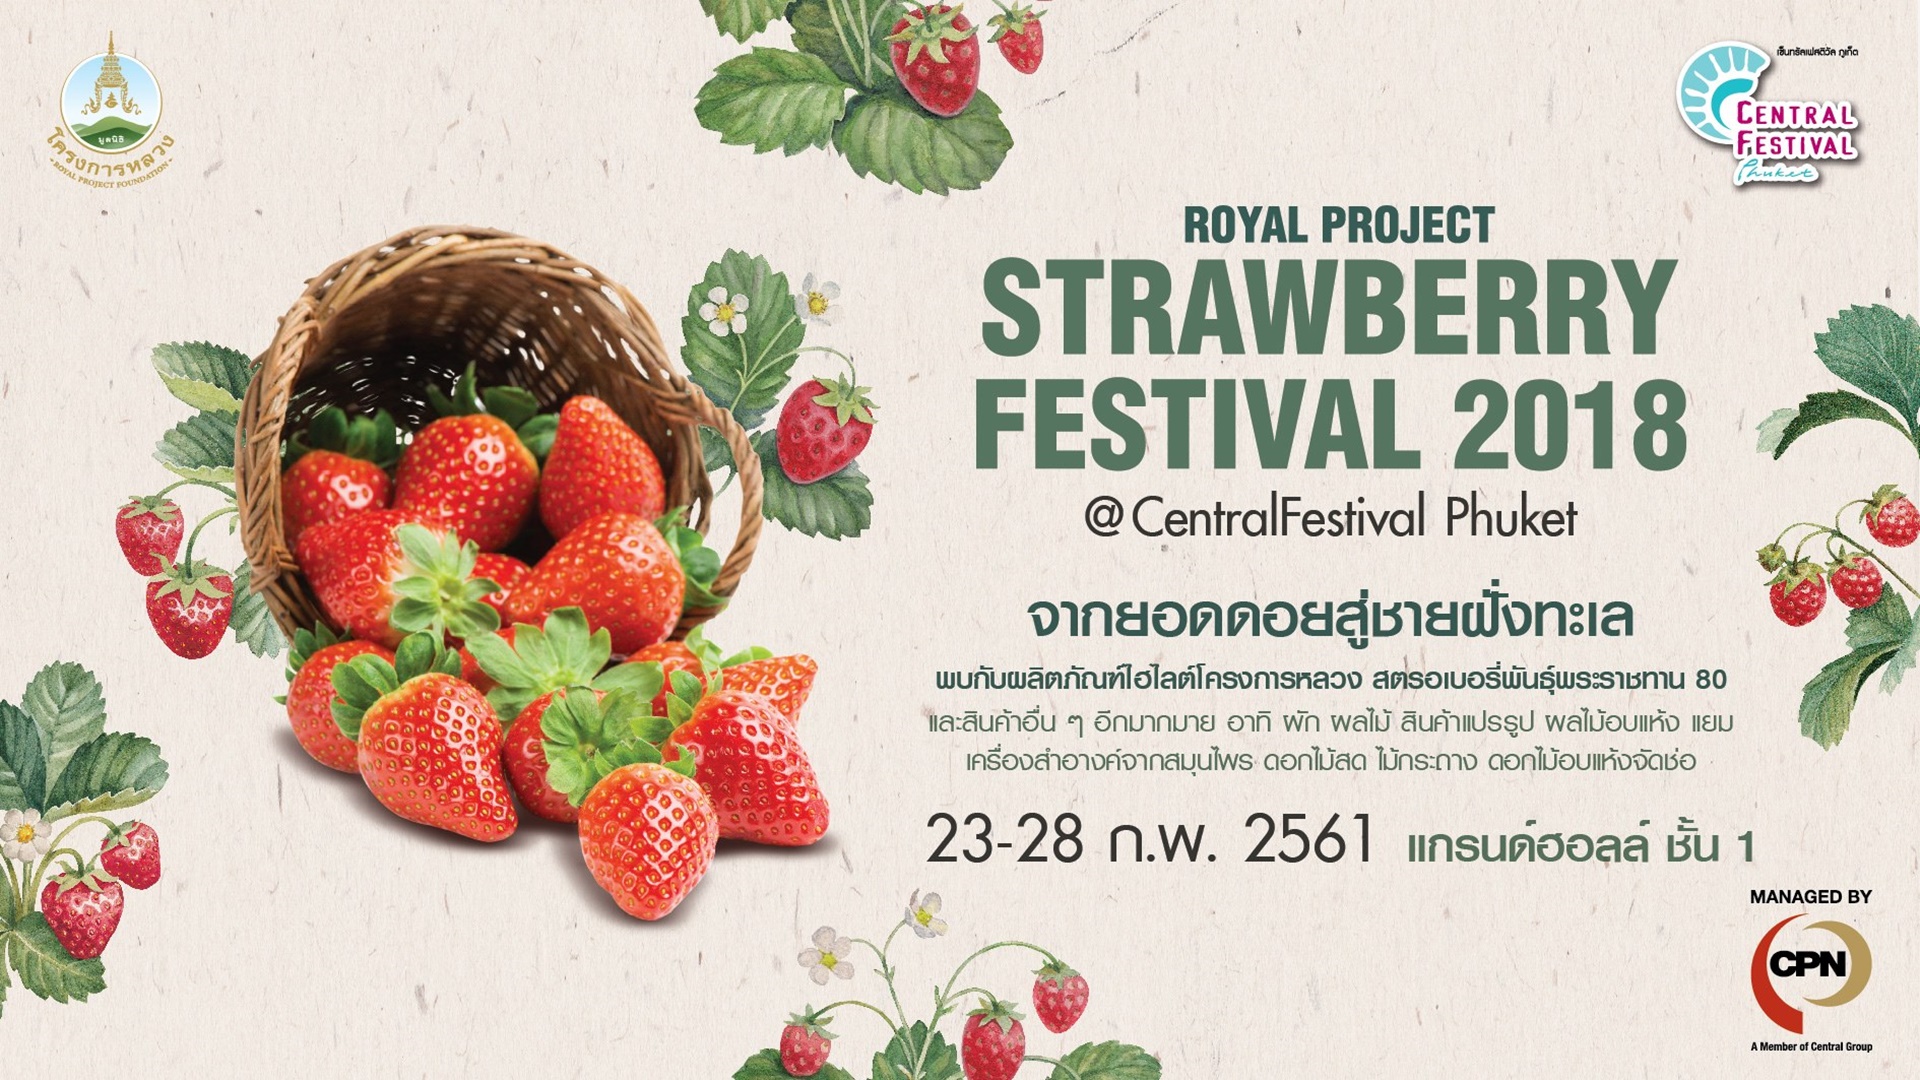 มูลนิธิ
โครงการหลวง
ROYAL PROJECT FOUNDATION
เซ็นทรัลเฟสติวัล ภูเก็ต
CENTRAL
FESTIVAL
Phuket
ROYAL PROJECT
STRAWBERRY
FESTIVAL 2018
@CentralFestival Phuket
จากยอดดอยสู่ชายฝั่งทะเล
พบกับผลิตภัณฑ์ไฮไลต์โครงการหลวง สตรอเบอรี่พันธุ์พระราชทาน 80
และสินค้าอื่น ๆ อีกมากมาย อาทิ ผัก ผลไม้ สินค้าแปรรูป ผลไม้อบแห้ง แยม
เครื่องสำอางค์จากสมุนไพร ดอกไม้สด ไม้กระถาง ดอกไม้อบแห้งจัดช่อ
23-28 ก.พ. 2561 แกรนด์ฮอลล์ ชั้น 1
MANAGED BY
CPN
A Member of Central Group